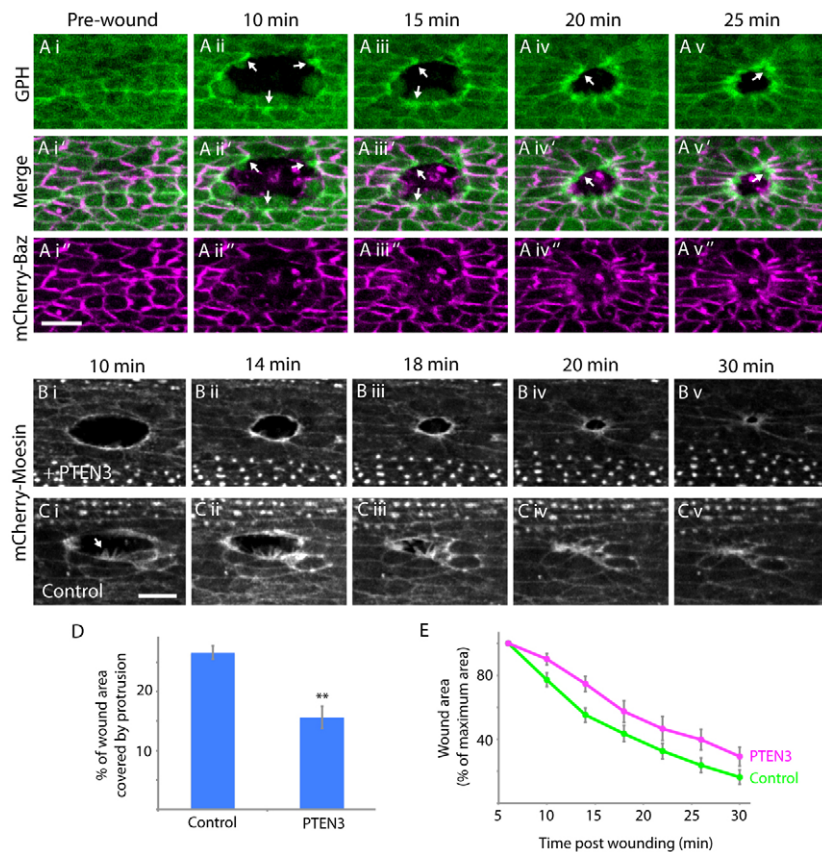 Pre-wound 10 min 15 min 20 min 25 min
GPH
A i A ii A iii A iv A v
Merge
A i' A ii' A iii' A iv' A v'
mCherry-Baz
A i'' A ii'' A iii'' A iv'' A v''
10 min 14 min 18 min 20 min 30 min
mCherry-Moesin
B i B ii B iii B iv B v
+PTEN3
C i C ii C iii C iv C v
Control
D
% of wound area
covered by protrusion
20
10
**
Control PTEN3
E
Wound area
(% of maximum area)
80
40
PTEN3
Control
5 10 15 20 25 30
Time post wounding (min)